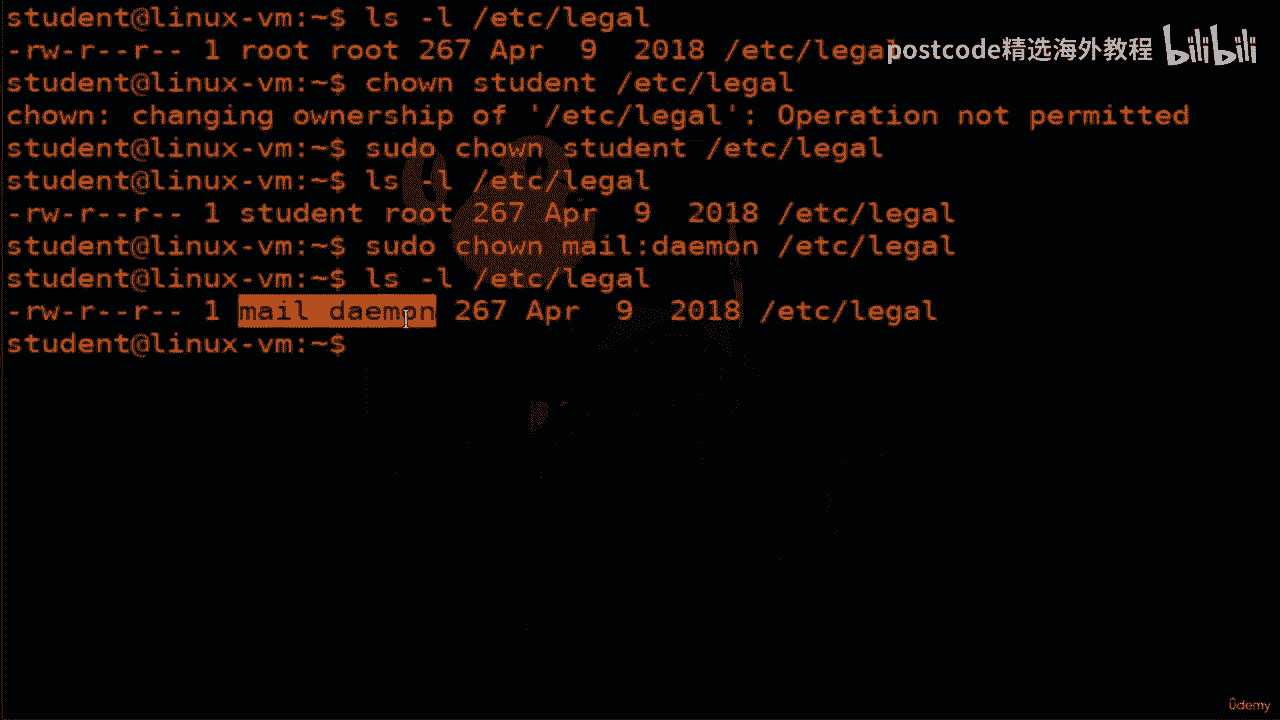 student@linux-vm:~$ ls -l /etc/legal
-rw-r--r-- 1 root root 267 Apr  9  2018 /etc/legal
postcode精选海外教程 bilibili
student@linux-vm:~$ chown student /etc/legal
chown: changing ownership of '/etc/legal': Operation not permitted
student@linux-vm:~$ sudo chown student /etc/legal
student@linux-vm:~$ ls -l /etc/legal
-rw-r--r-- 1 student root 267 Apr  9  2018 /etc/legal
student@linux-vm:~$ sudo chown mail:daemon /etc/legal
student@linux-vm:~$ ls -l /etc/legal
-rw-r--r-- 1 mail daemon 267 Apr  9  2018 /etc/legal
student@linux-vm:~$
ûdemy